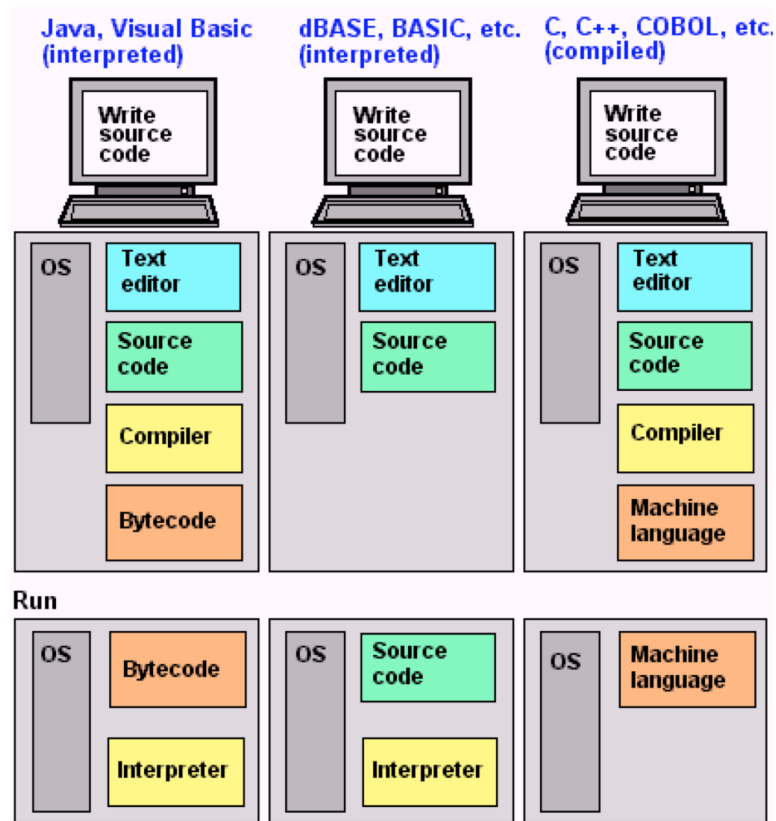 Java, Visual Basic
(interpreted)
dBASE, BASIC, etc.
(interpreted)
C, C++, COBOL, etc.
(compiled)
Write
source
code
Write
source
code
Write
source
code
OS
Text
editor
Source
code
Compiler
Bytecode
OS
Text
editor
Source
code
OS
Text
editor
Source
code
Compiler
Machine
language
Run
OS
Bytecode
Interpreter
OS
Source
code
Interpreter
OS
Machine
language